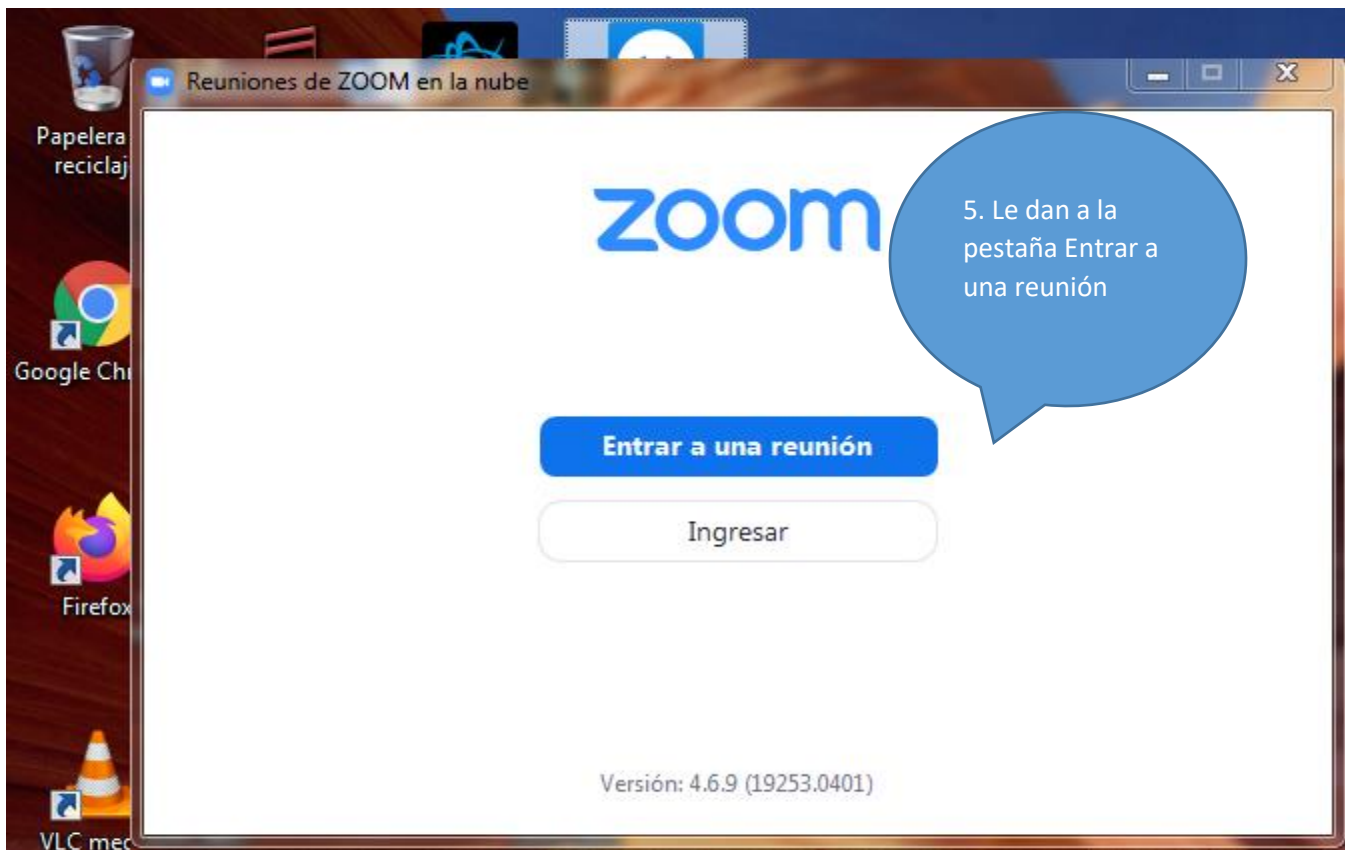 Reuniones de ZOOM en la nube
Papelera
reciclaj
zoom
5. Le dan a la
pestaña Entrar a
una reunión
Google Chr
Entrar a una reunión
Ingresar
Firefox
Versión: 4.6.9 (19253.0401)
VLC med